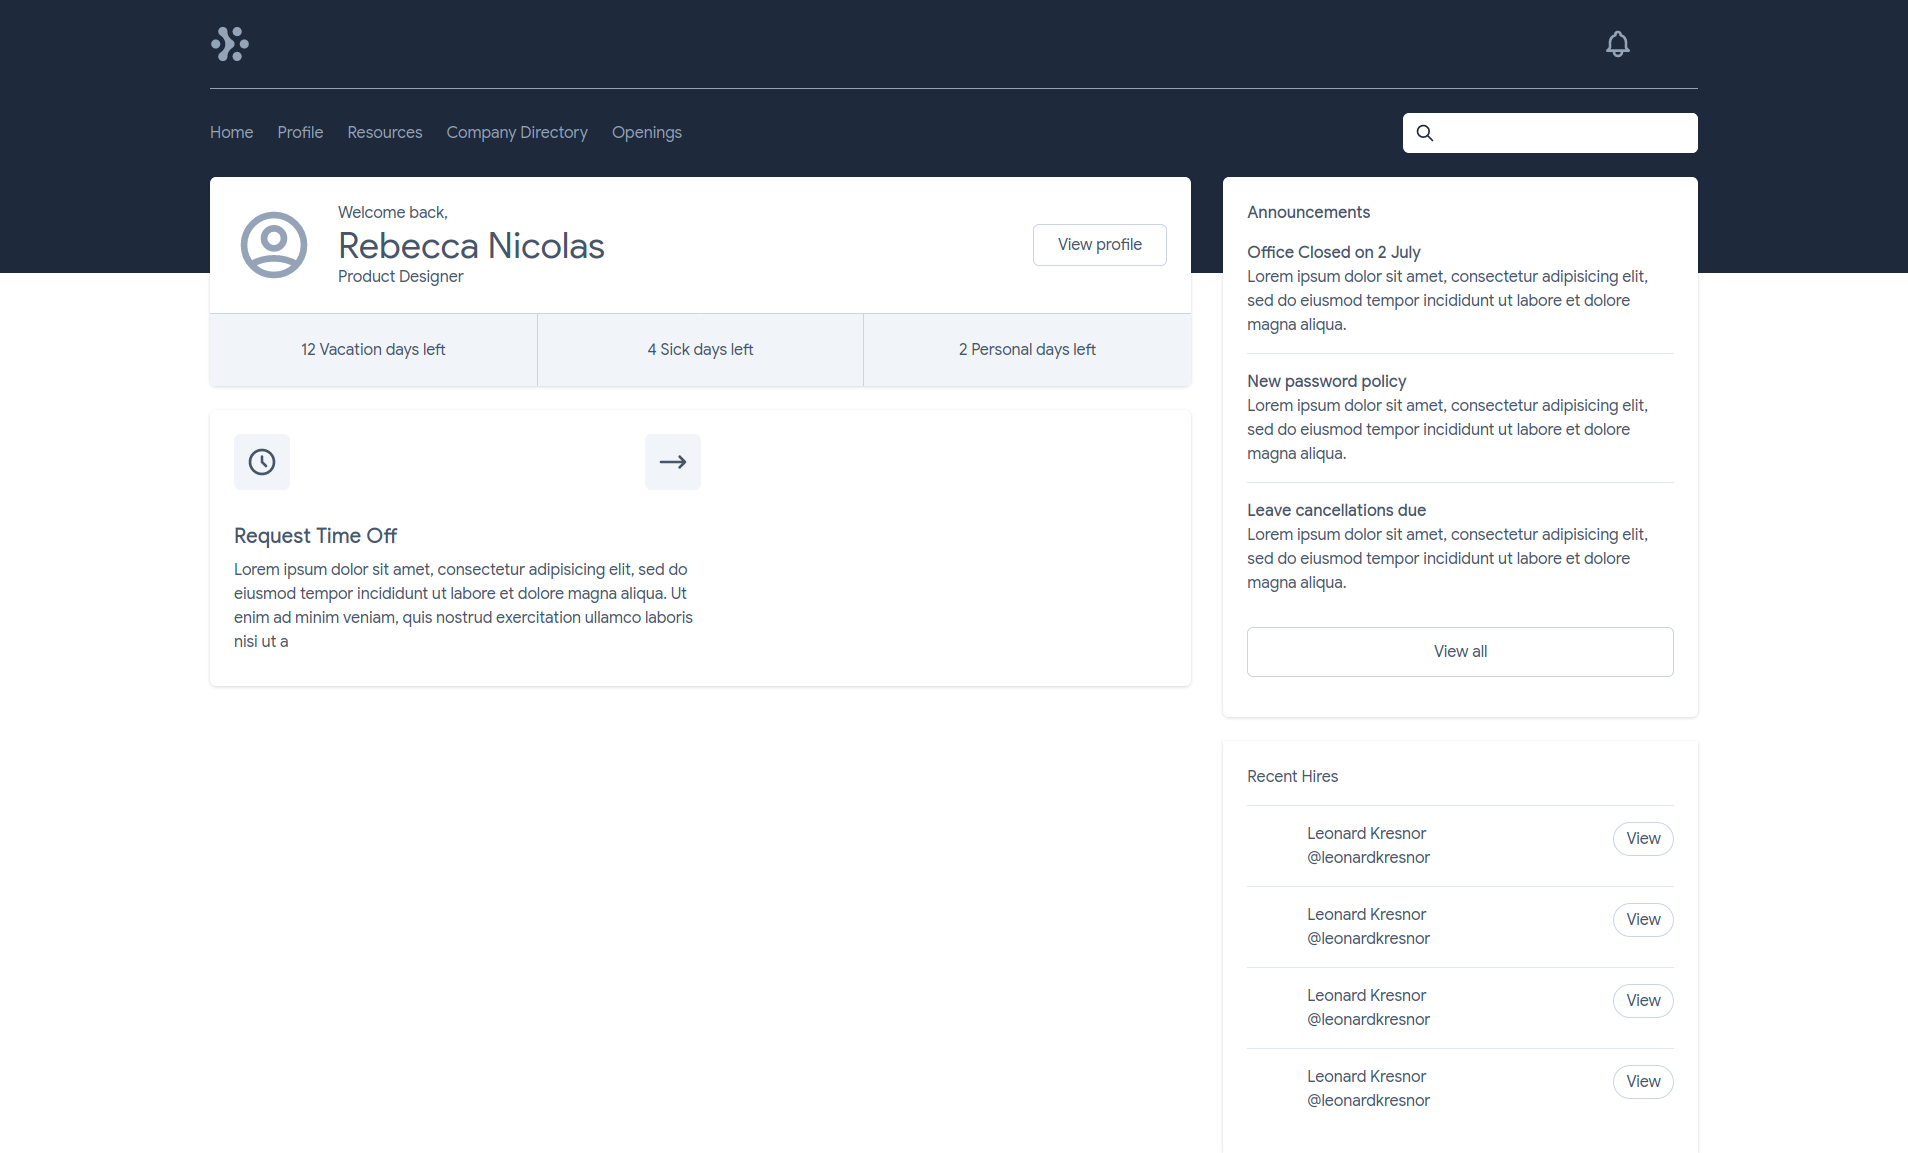 Home Profile Resources Company Directory Openings
Welcome back,
Rebecca Nicolas
Product Designer
View profile
12 Vacation days left
4 Sick days left
2 Personal days left
Request Time Off
Lorem ipsum dolor sit amet, consectetur adipisicing elit, sed do
eiusmod tempor incididunt ut labore et dolore magna aliqua. Ut
enim ad minim veniam, quis nostrud exercitation ullamco laboris
nisi ut a
Announcements
Office Closed on 2 July
Lorem ipsum dolor sit amet, consectetur adipisicing elit,
sed do eiusmod tempor incididunt ut labore et dolore
magna aliqua.
New password policy
Lorem ipsum dolor sit amet, consectetur adipisicing elit,
sed do eiusmod tempor incididunt ut labore et dolore
magna aliqua.
Leave cancellations due
Lorem ipsum dolor sit amet, consectetur adipisicing elit,
sed do eiusmod tempor incididunt ut labore et dolore
magna aliqua.
View all
Recent Hires
Leonard Kresnor
@leonardkresnor
View
Leonard Kresnor
@leonardkresnor
View
Leonard Kresnor
@leonardkresnor
View
Leonard Kresnor
@leonardkresnor
View